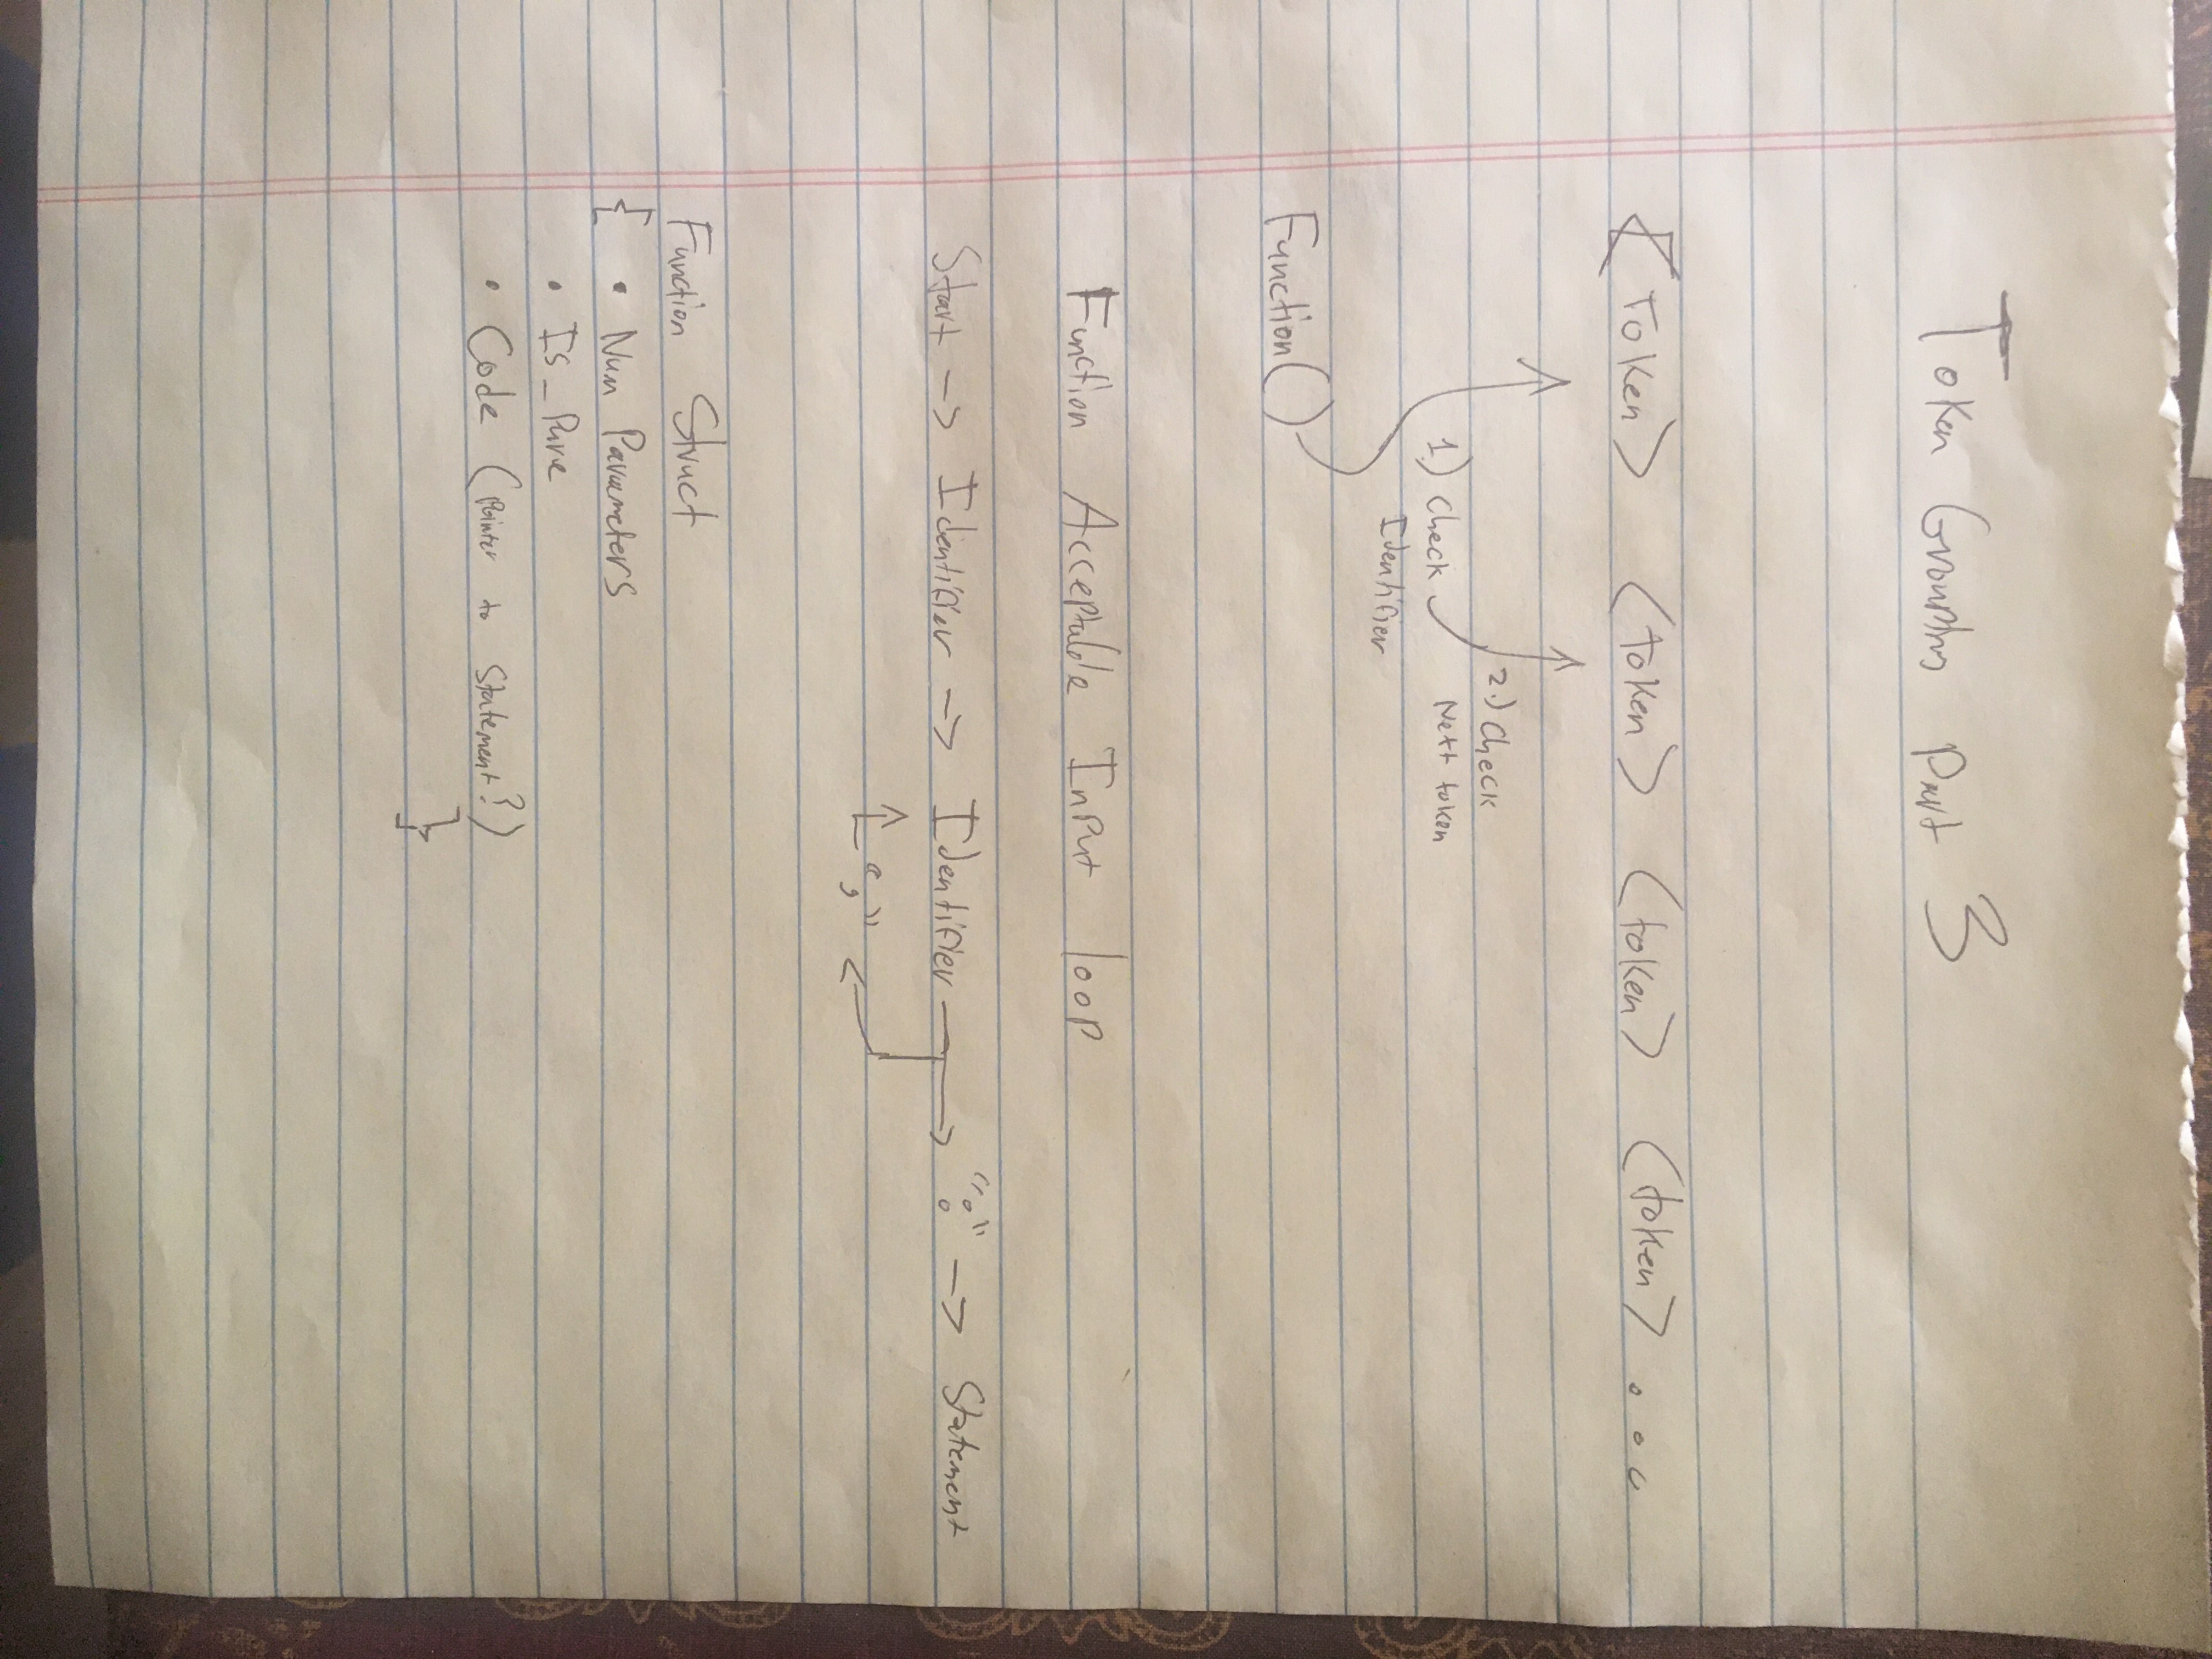 Token Groupings Part 3
<Token> <token> <token> <token> ...
1.) Check Identifier
2.) Check Next token
Function()
Function Acceptable Input loop
Start -> Identifier -> Identifier -> ":" -> Statement
","
Function Struct
{ • Num Parameters
• Is_Pure
• Code (Pointer to Statement?)
}